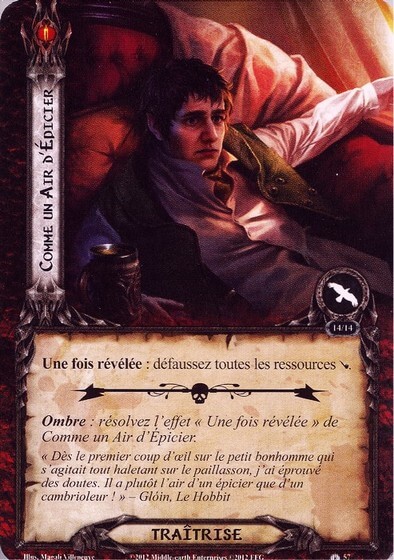 COMME UN AIR D'ÉPICIER
14/14
Une fois révélée : défaussez toutes les ressources.
Ombre : résolvez l'effet « Une fois révélée » de
Comme un Air d'Épicier.
« Dès le premier coup d'œil sur le petit bonhomme qui
s'agitait tout haletant sur le paillasson, j'ai éprouvé
des doutes. Il a plutôt l'air d'un épicier que d'un
cambrioleur ! » – Glóin, Le Hobbit
TRAÎTRISE
Illus. Magali Villeneuve
©2012 Middle-earth Enterprises
©2012 FFG
57